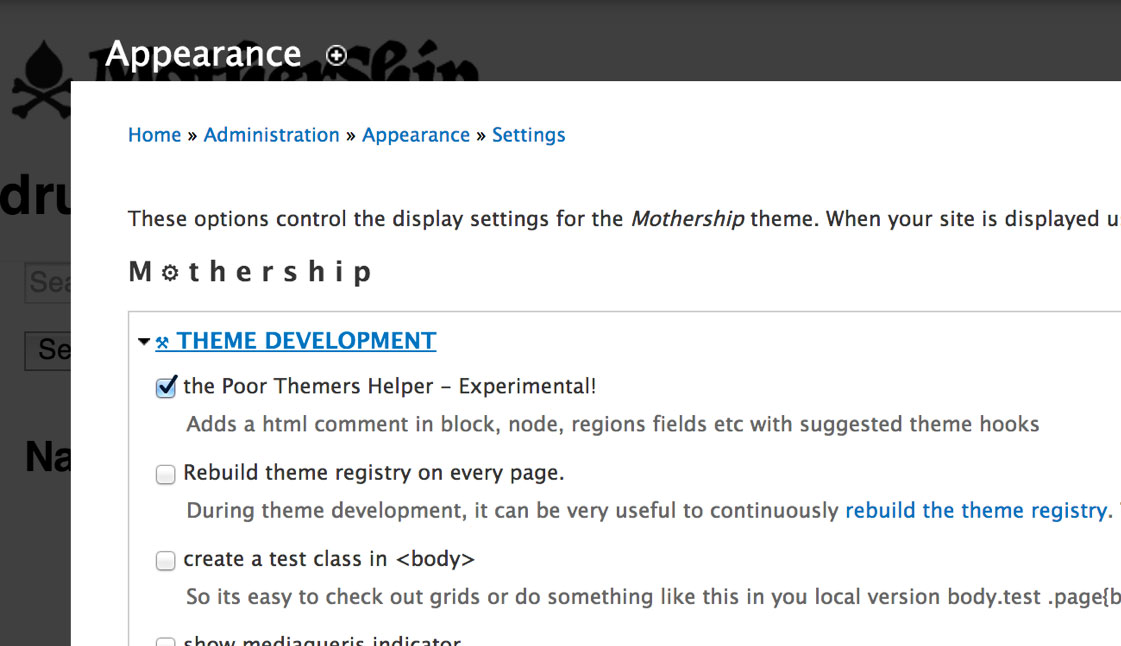 Mothership
Appearance
Home » Administration » Appearance » Settings
dru
These options control the display settings for the Mothership theme. When your site is displayed u
M⚙thership
Sea
⚒ THEME DEVELOPMENT
Se
the Poor Themers Helper – Experimental!
Adds a html comment in block, node, regions fields etc with suggested theme hooks
Na
Rebuild theme registry on every page.
During theme development, it can be very useful to continuously rebuild the theme registry.
create a test class in <body>
So its easy to check out grids or do something like this in you local version body.test .page{b
show mediaqueris indicator